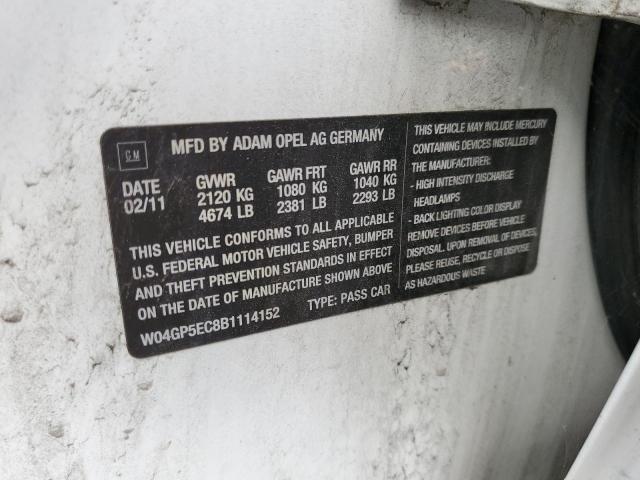 GM
MFD BY ADAM OPEL AG GERMANY
DATE GVWR GAWR FRT GAWR RR
02/11 2120 KG 1080 KG 1040 KG
4674 LB 2381 LB 2293 LB
THIS VEHICLE CONFORMS TO ALL APPLICABLE
U.S. FEDERAL MOTOR VEHICLE SAFETY, BUMPER
AND THEFT PREVENTION STANDARDS IN EFFECT
ON THE DATE OF MANUFACTURE SHOWN ABOVE
W04GP5EC8B1114152 TYPE: PASS CAR
THIS VEHICLE MAY INCLUDE MERCURY
CONTAINING DEVICES INSTALLED BY
THE MANUFACTURER:
- HIGH INTENSITY DISCHARGE
HEADLAMPS
- BACK LIGHTING COLOR DISPLAY
REMOVE DEVICES BEFORE VEHICLE
DISPOSAL. UPON REMOVAL OF DEVICES,
PLEASE REUSE, RECYCLE OR DISPOSE
AS HAZARDOUS WASTE